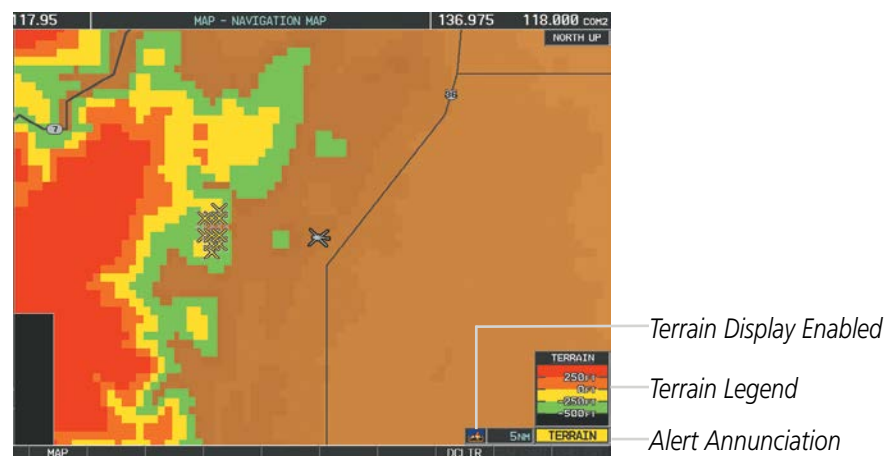 117.95 MAP – NAVIGATION MAP 136.975 118.000 COM2
NORTH UP
36
7
Terrain Display Enabled
TERRAIN
250FT
0FT
-250FT
-500FT
Terrain Legend
5NM TERRAIN
Alert Annunciation
MAP DCLTR